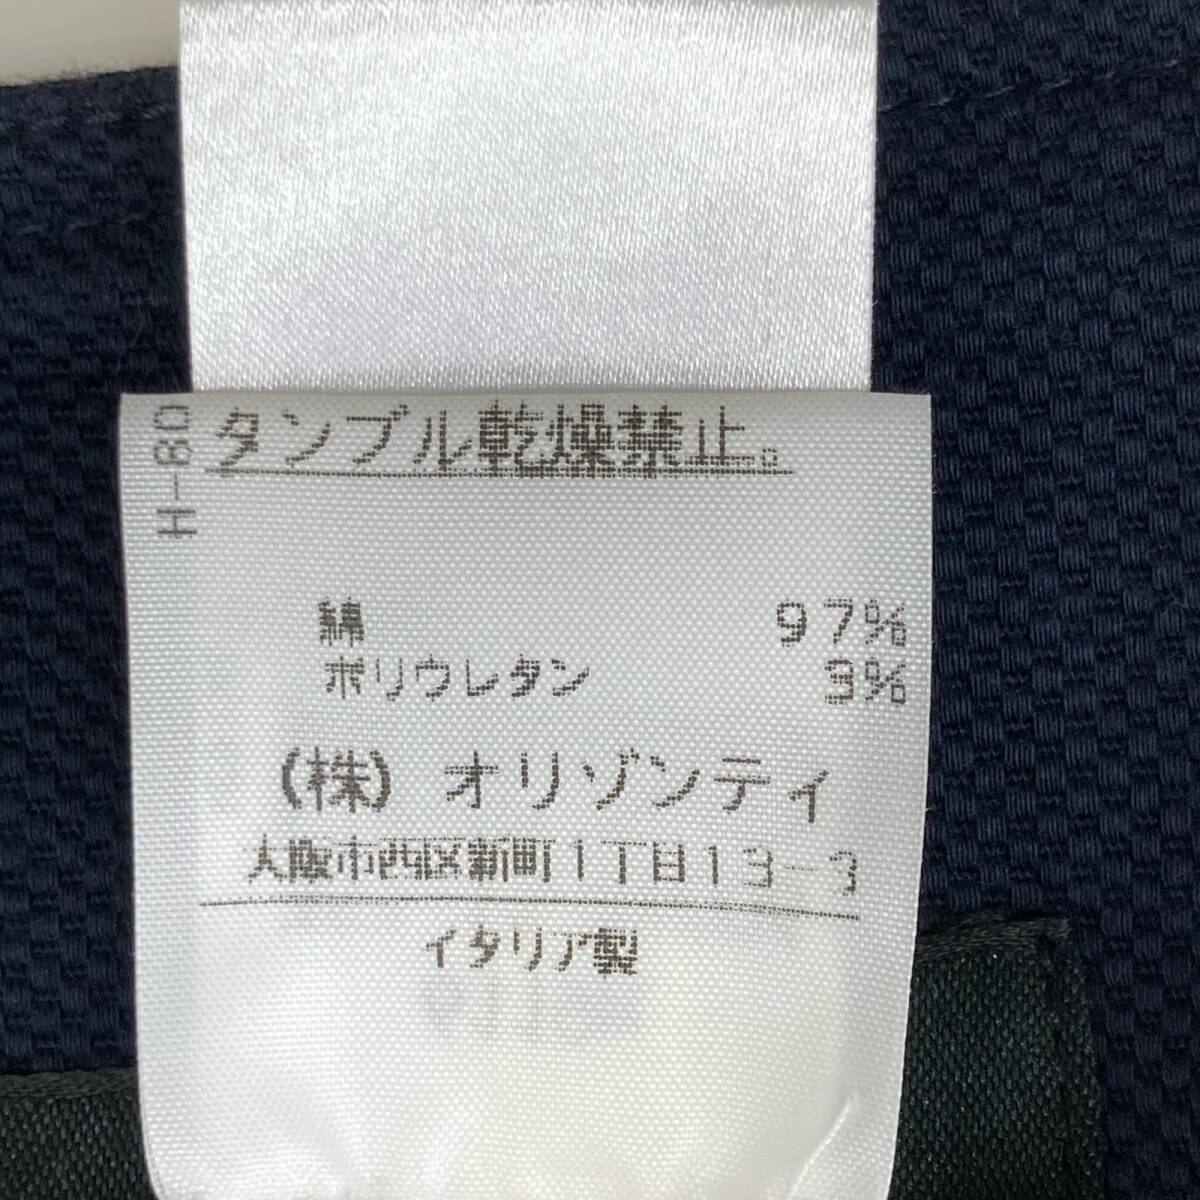 タンブル乾燥禁止。
H-80
綿 97%
ポリウレタン 3%
(株) オリゾンティ
大阪市西区新町1丁目13-3
イタリア製